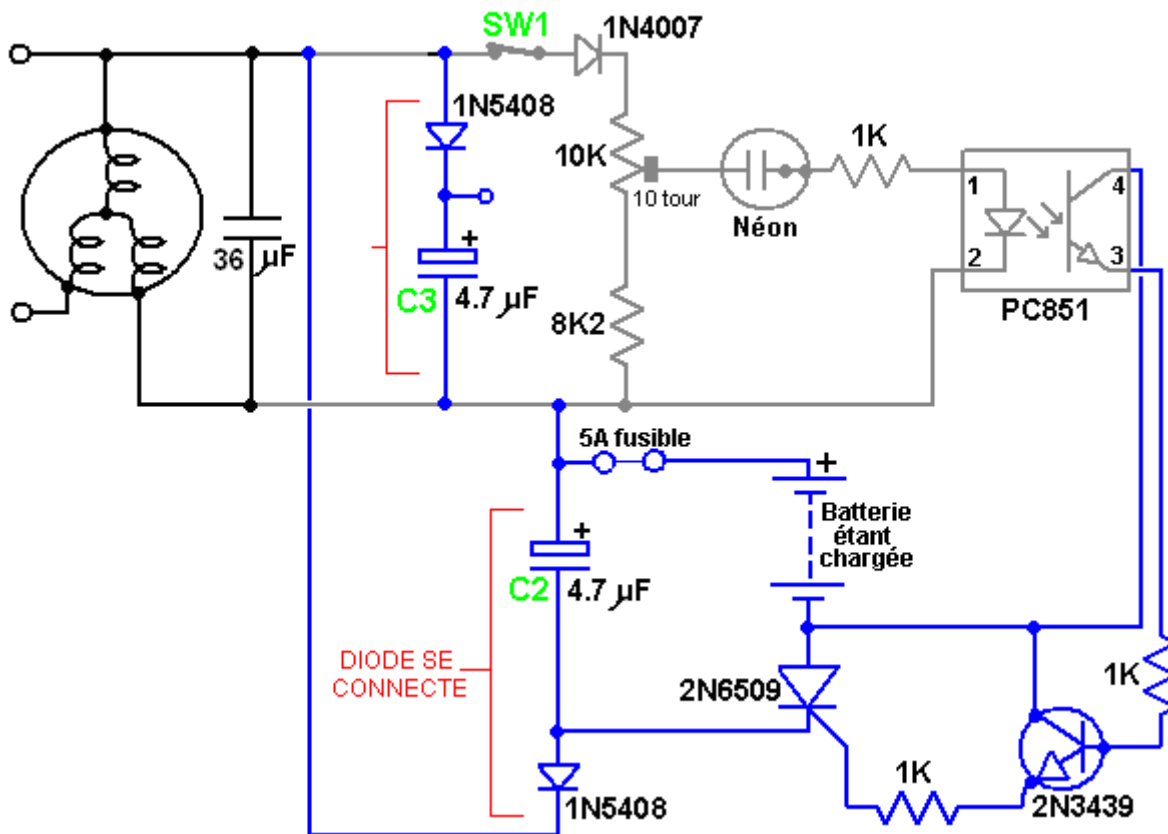 SW1
1N4007
1N5408
10K
10 tour
1K
Néon
1
2
4
3
PC851
36 µF
+
C3
4.7 µF
8K2
5A fusible
+
Batterie
étant
chargée
+
C2
4.7 µF
DIODE SE
CONNECTE
2N6509
1K
1K
1N5408
2N3439